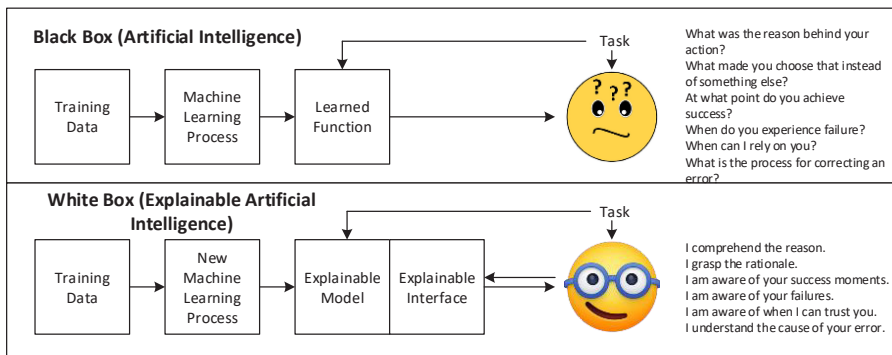 Black Box (Artificial Intelligence)
Training
Data
Machine
Learning
Process
Learned
Function
Task
? ? ?
What was the reason behind your
action?
What made you choose that instead
of something else?
At what point do you achieve
success?
When do you experience failure?
When can I rely on you?
What is the process for correcting an
error?
White Box (Explainable Artificial
Intelligence)
Training
Data
New
Machine
Learning
Process
Explainable
Model
Explainable
Interface
Task
I comprehend the reason.
I grasp the rationale.
I am aware of your success moments.
I am aware of your failures.
I am aware of when I can trust you.
I understand the cause of your error.